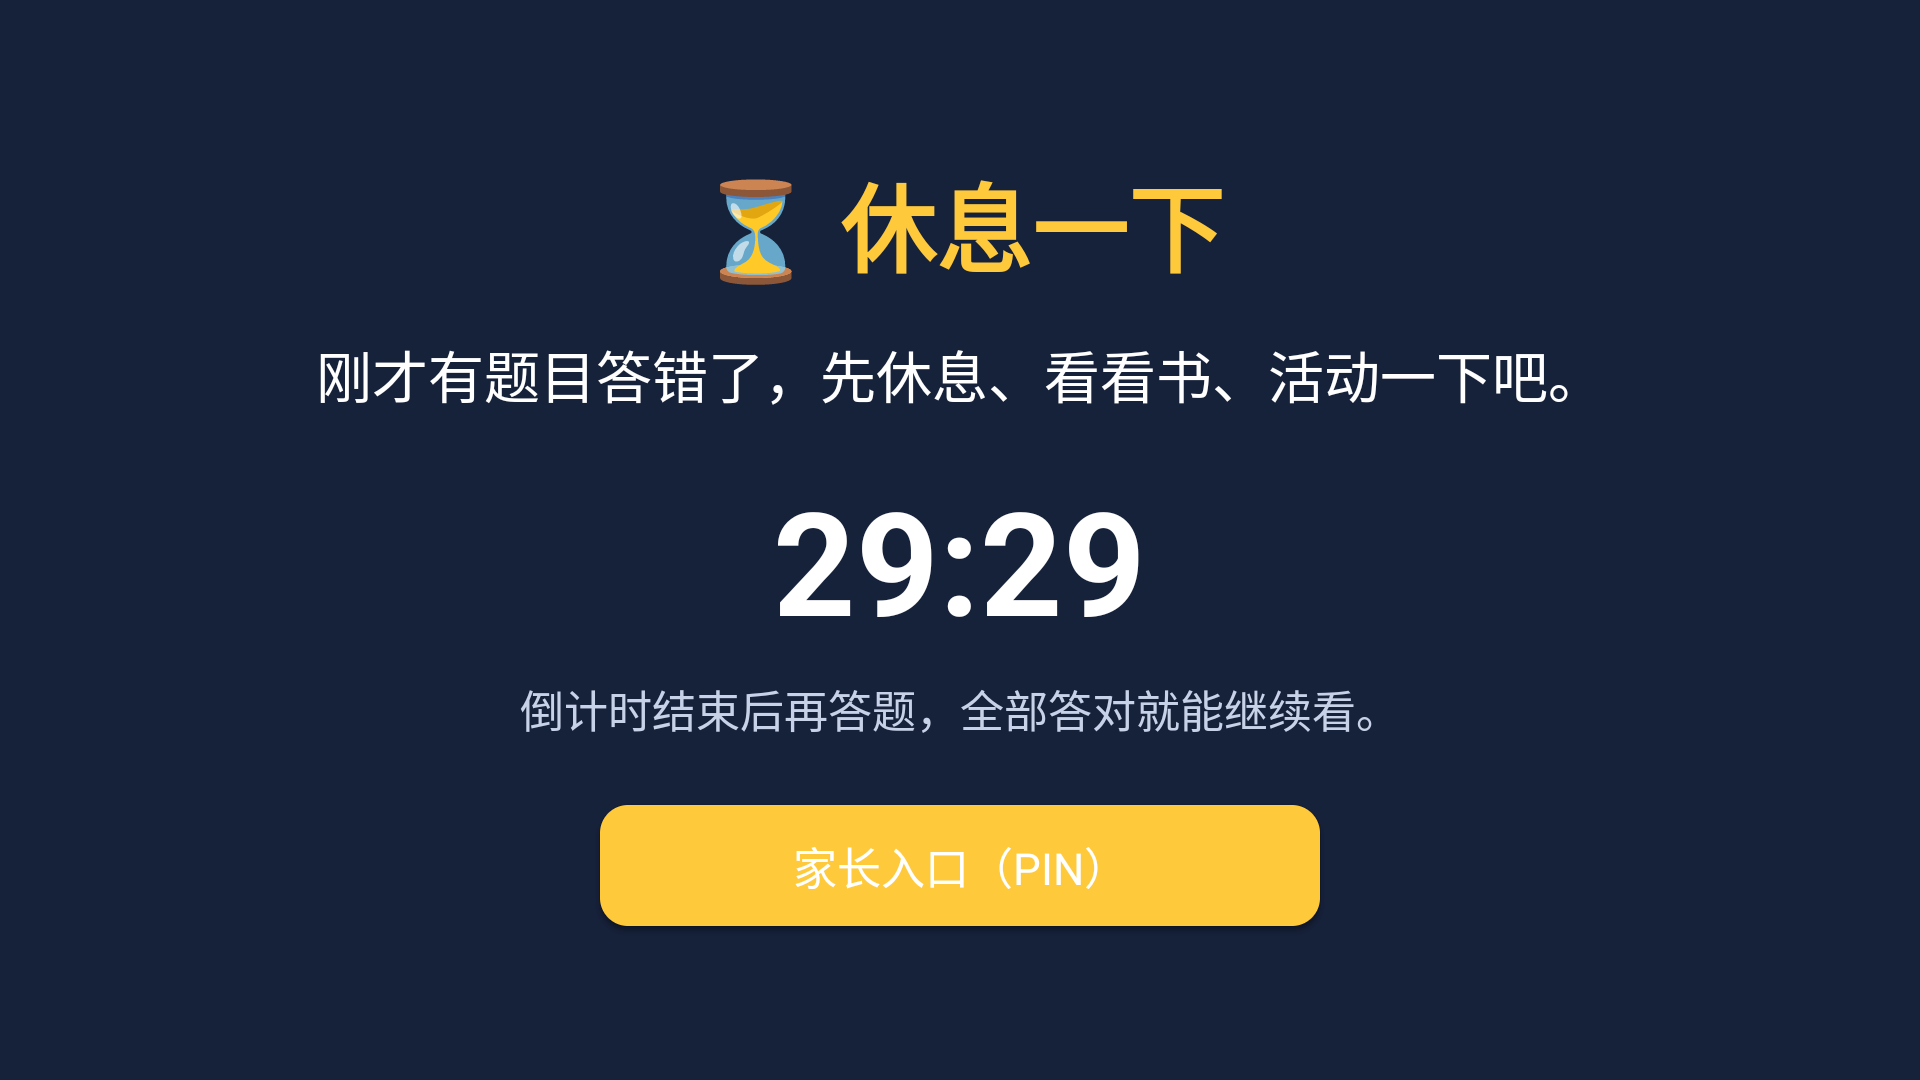 ⏳ 休息一下
刚才有题目答错了，先休息、看看书、活动一下吧。
29:29
倒计时结束后再答题，全部答对就能继续看。
家长入口（PIN）